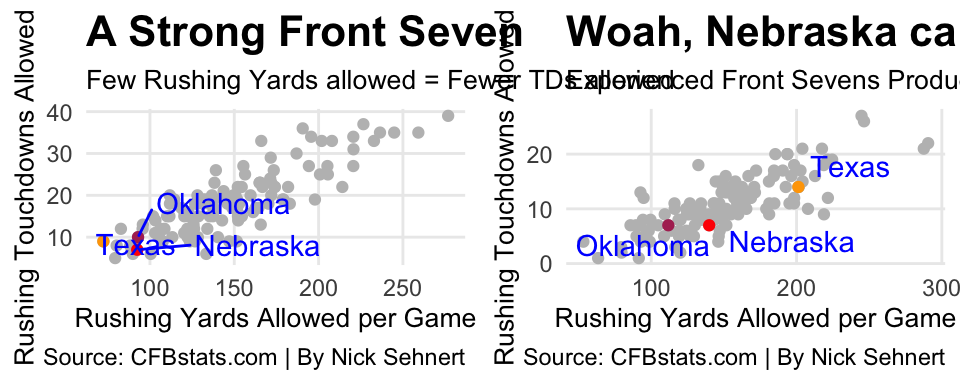 A Strong Front Seven
Few Rushing Yards allowed = Fewer TDs allowed
Rushing Touchdowns Allowed
40
30
20
10
Oklahoma
Texas
Nebraska
100
150
200
250
Rushing Yards Allowed per Game
Source: CFBstats.com | By Nick Sehnert
Woah, Nebraska ca
Experienced Front Sevens Produ
Rushing Touchdowns Allowed
20
10
0
Texas
Oklahoma
Nebraska
100
200
300
Rushing Yards Allowed per Game
Source: CFBstats.com | By Nick Sehnert